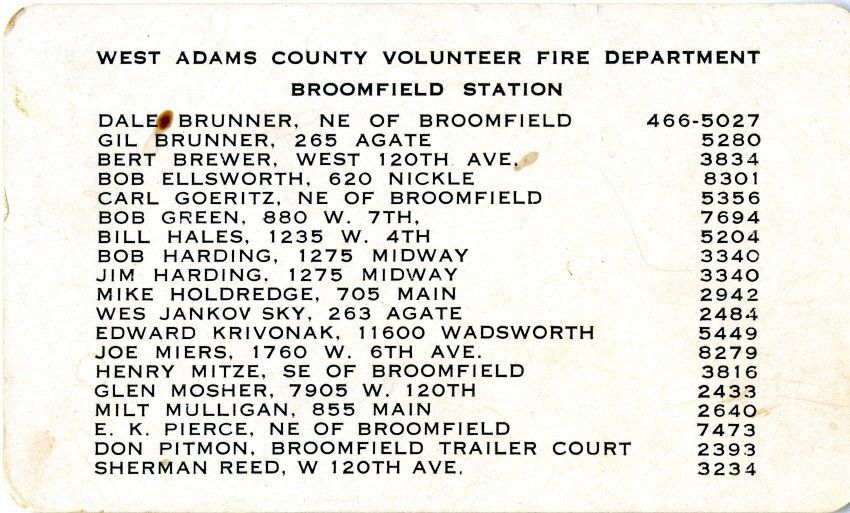 WEST ADAMS COUNTY VOLUNTEER FIRE DEPARTMENT
BROOMFIELD STATION
DALE BRUNNER, NE OF BROOMFIELD 466-5027
GIL BRUNNER, 265 AGATE 5280
BERT BREWER, WEST 120TH AVE. 3834
BOB ELLSWORTH, 620 NICKLE 8301
CARL GOERITZ, NE OF BROOMFIELD 5356
BOB GREEN, 880 W. 7TH, 7694
BILL HALES, 1235 W. 4TH 5204
BOB HARDING, 1275 MIDWAY 3340
JIM HARDING, 1275 MIDWAY 3340
MIKE HOLDREDGE, 705 MAIN 2942
WES JANKOV SKY, 263 AGATE 2484
EDWARD KRIVONAK, 11600 WADSWORTH 5449
JOE MIERS, 1760 W. 6TH AVE. 8279
HENRY MITZE, SE OF BROOMFIELD 3816
GLEN MOSHER, 7905 W. 120TH 2433
MILT MULLIGAN, 855 MAIN 2640
E. K. PIERCE, NE OF BROOMFIELD 7473
DON PITMON, BROOMFIELD TRAILER COURT 2393
SHERMAN REED, W 120TH AVE. 3234